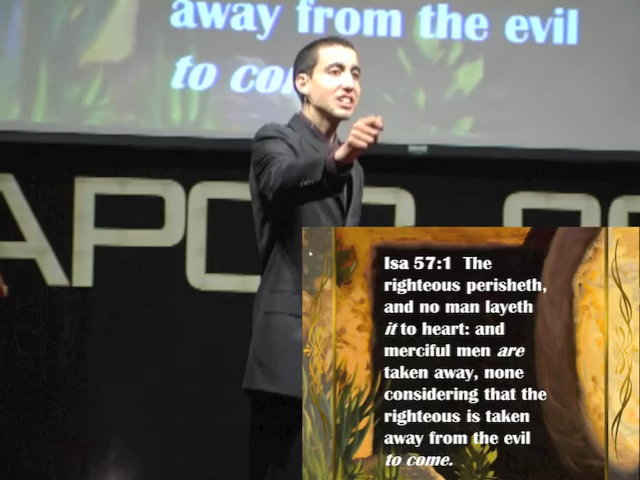 away from the evil
to
APOC
Isa 57:1 The
righteous perisheth,
and no man layeth
it to heart: and
merciful men are
taken away, none
considering that the
righteous is taken
away from the evil
to come.